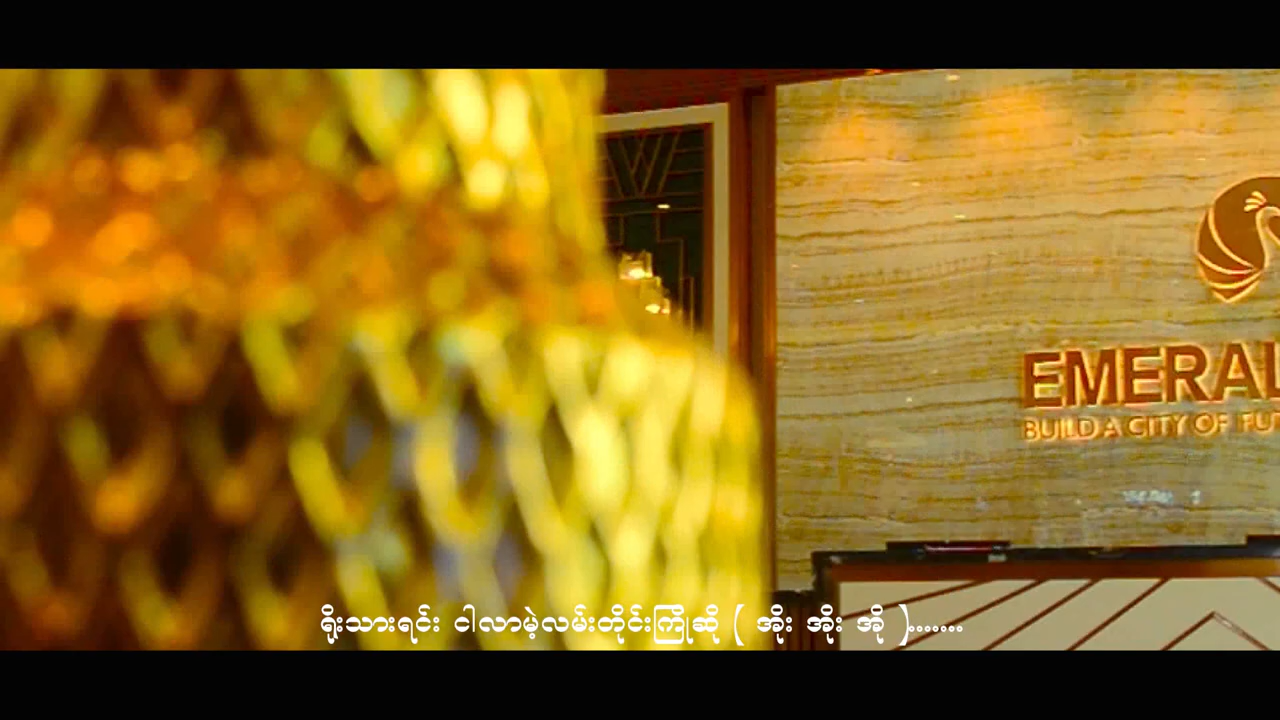 EMERAL
BUILD A CITY OF FU
ရိုးသားရင်း ငါလာမဲ့လမ်းတိုင်းကြိုဆို ( အိုး အိုး အို ).......